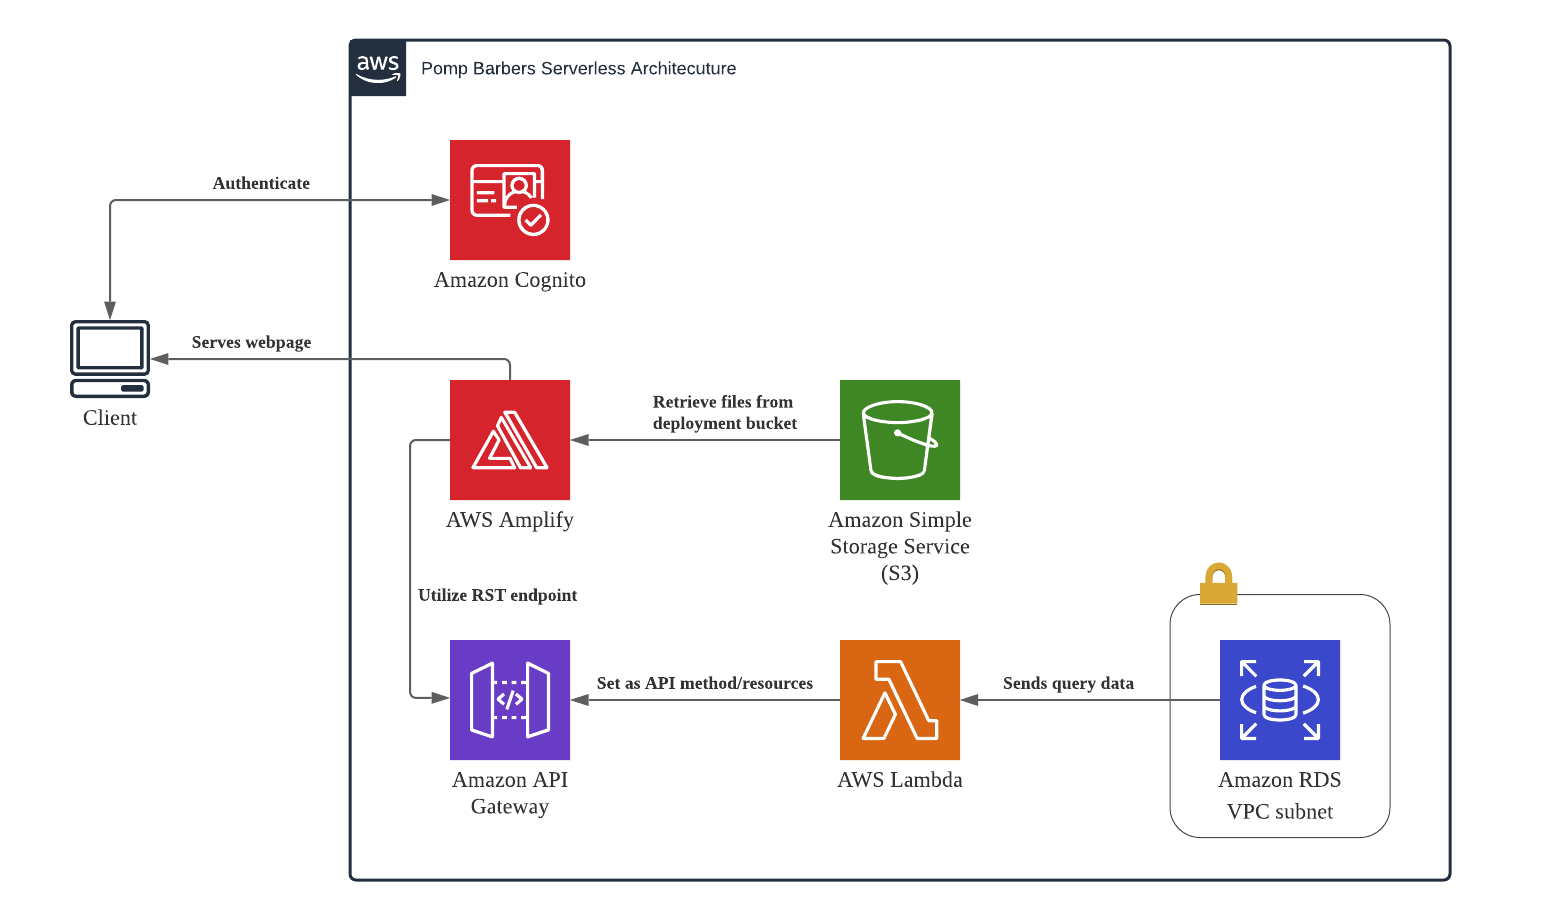 aws
Pomp Barbers Serverless Architecuture
Authenticate
Amazon Cognito
Serves webpage
Client
Retrieve files from
deployment bucket
AWS Amplify
Amazon Simple
Storage Service
(S3)
Utilize RST endpoint
Set as API method/resources
Sends query data
Amazon API
Gateway
AWS Lambda
Amazon RDS
VPC subnet